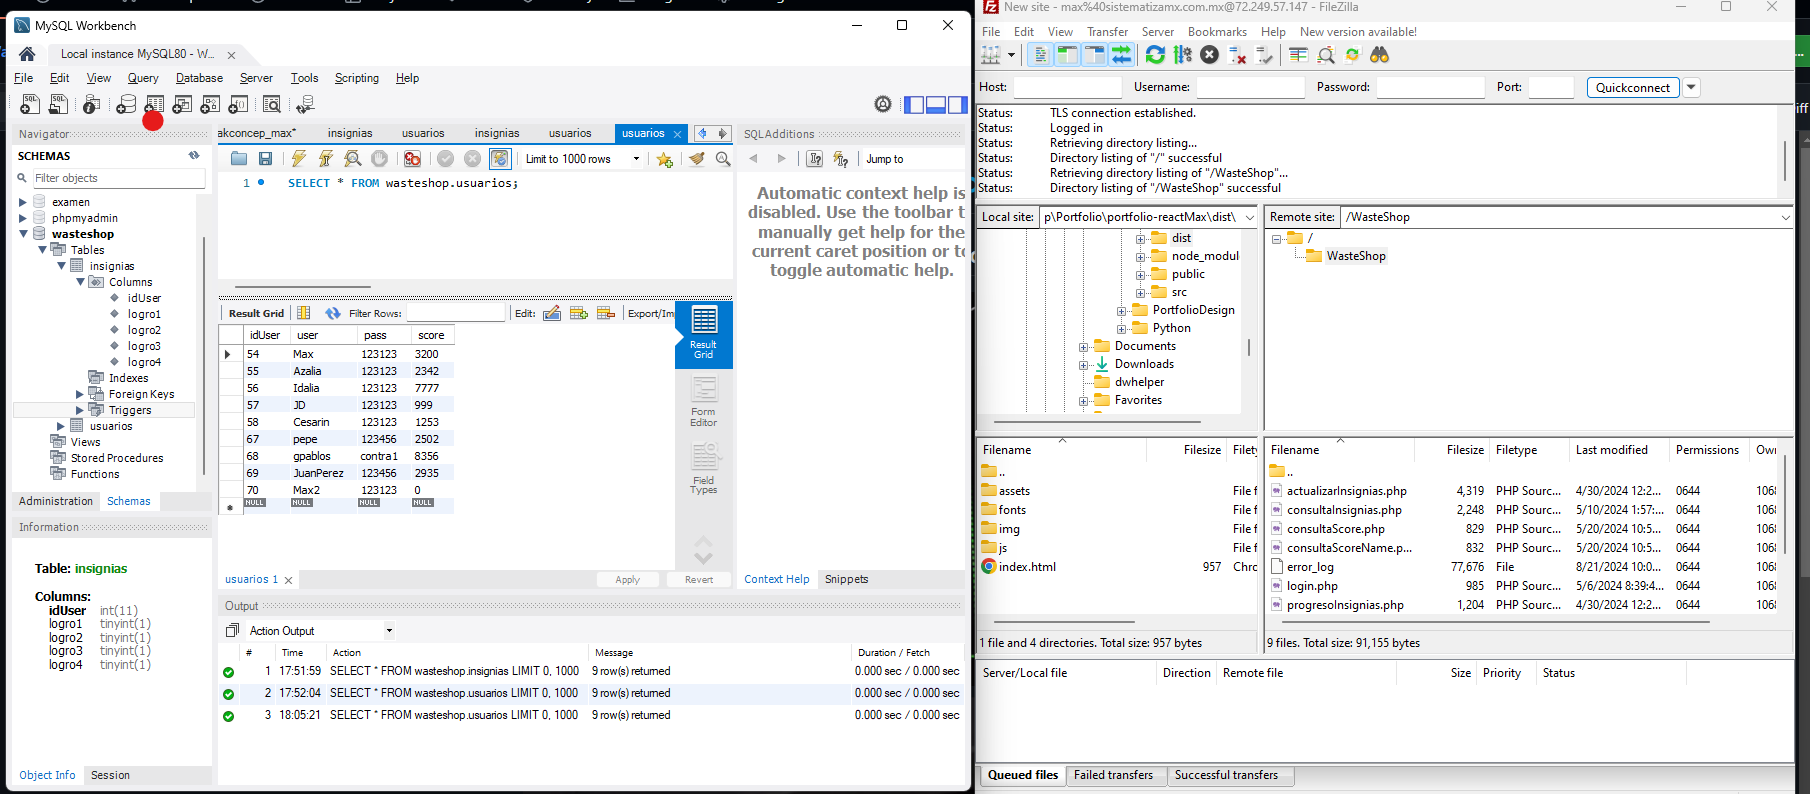 MySQL Workbench
Local instance MySQL80 - W...
File Edit View Query Database Server Tools Scripting Help
Navigator
SCHEMAS
Filter objects
examen
phpmyadmin
wasteshop
Tables
insignias
Columns
idUser
logro1
logro2
logro3
logro4
Indexes
Foreign Keys
Triggers
usuarios
Views
Stored Procedures
Functions
Administration Schemas
Information
Table: insignias
Columns:
idUser int(11)
logro1 tinyint(1)
logro2 tinyint(1)
logro3 tinyint(1)
logro4 tinyint(1)
Object Info Session
akconcep_max* insignias usuarios insignias usuarios usuarios
Limit to 1000 rows
1 SELECT * FROM wasteshop.usuarios;
Result Grid Filter Rows: Edit: Export/Im
idUser user pass score
54 Max 123123 3200
55 Azalia 123123 2342
56 Idalia 123123 7777
57 JD 123123 999
58 Cesarin 123123 1253
67 pepe 123456 2502
68 gpablos contra1 8356
69 JuanPerez 123456 2935
70 Max2 123123 0
NULL NULL NULL NULL
Result Grid
Form Editor
Field Types
usuarios 1 Apply Revert
SQLAdditions
Jump to
Automatic context help is
disabled. Use the toolbar t
manually get help for the
current caret position or to
toggle automatic help.
Context Help Snippets
Output
Action Output
# Time Action Message Duration / Fetch
1 17:51:59 SELECT * FROM wasteshop.insignias LIMIT 0, 1000 9 row(s) returned 0.000 sec / 0.000 sec
2 17:52:04 SELECT * FROM wasteshop.usuarios LIMIT 0, 1000 9 row(s) returned 0.000 sec / 0.000 sec
3 18:05:21 SELECT * FROM wasteshop.usuarios LIMIT 0, 1000 9 row(s) returned 0.000 sec / 0.000 sec
New site - max%40sistematizamx.com.mx@72.249.57.147 - FileZilla
File Edit View Transfer Server Bookmarks Help New version available!
Host: Username: Password: Port: Quickconnect
Status: TLS connection established.
Status: Logged in
Status: Retrieving directory listing...
Status: Directory listing of "/" successful
Status: Retrieving directory listing of "/WasteShop"...
Status: Directory listing of "/WasteShop" successful
Local site: p\Portfolio\portfolio-reactMax\dist\
dist
node_modul
public
src
PortfolioDesign
Python
Documents
Downloads
dwhelper
Favorites
Remote site: /WasteShop
/
WasteShop
Filename Filesize Filety
..
assets File f
fonts File f
img File f
js File f
index.html 957 Chro
1 file and 4 directories. Total size: 957 bytes
Filename Filesize Filetype Last modified Permissions Own
..
actualizarInsignias.php 4,319 PHP Sourc... 4/30/2024 12:2... 0644 1068
consultaInsignias.php 2,248 PHP Sourc... 5/10/2024 1:57:... 0644 1068
consultaScore.php 829 PHP Sourc... 5/20/2024 10:5... 0644 1068
consultaScoreName.p... 832 PHP Sourc... 5/20/2024 10:5... 0644 1068
error_log 77,676 File 8/21/2024 10:0... 0644 1068
login.php 985 PHP Sourc... 5/6/2024 8:39:4... 0644 1068
progresoInsignias.php 1,204 PHP Sourc... 4/30/2024 12:2... 0644 1068
9 files. Total size: 91,155 bytes
Server/Local file Direction Remote file Size Priority Status
Queued files Failed transfers Successful transfers